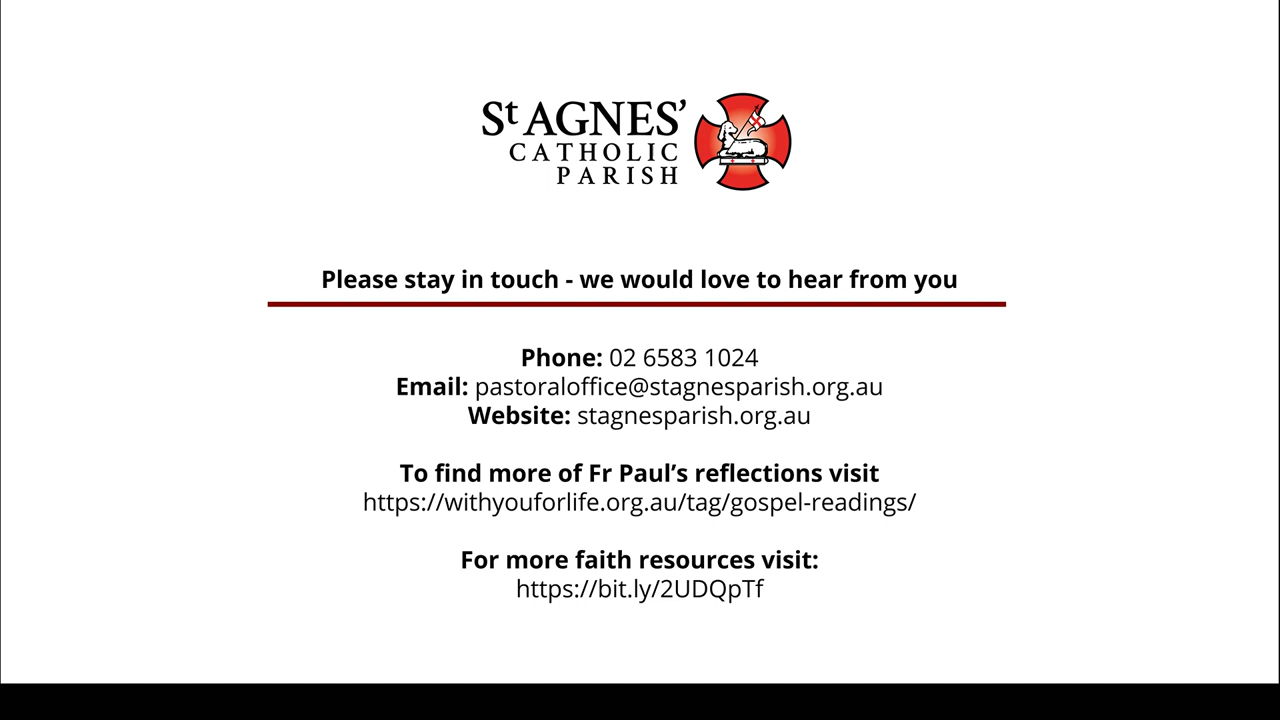 St AGNES’
CATHOLIC
PARISH
Please stay in touch - we would love to hear from you
Phone: 02 6583 1024
Email: pastoraloffice@stagnesparish.org.au
Website: stagnesparish.org.au
To find more of Fr Paul’s reflections visit
https://withyouforlife.org.au/tag/gospel-readings/
For more faith resources visit:
https://bit.ly/2UDQpTf